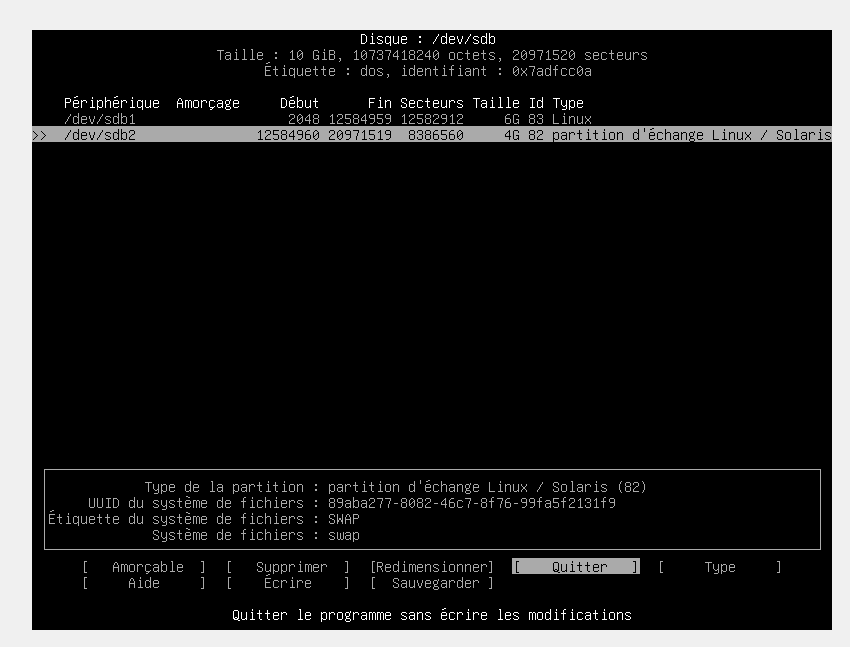 Disque : /dev/sdb
Taille : 10 GiB, 10737418240 octets, 20971520 secteurs
Étiquette : dos, identifiant : 0x7adfcc0a
Périphérique Amorçage Début Fin Secteurs Taille Id Type
/dev/sdb1 2048 12584959 12582912 6G 83 Linux
>> /dev/sdb2 12584960 20971519 8386560 4G 82 partition d'échange Linux / Solaris
Type de la partition : partition d'échange Linux / Solaris (82)
UUID du système de fichiers : 89aba277-8082-46c7-8f76-99fa5f2131f9
Étiquette du système de fichiers : SWAP
Système de fichiers : swap
[ Amorçable ] [ Supprimer ] [Redimensionner] [ Quitter ] [ Type ]
[ Aide ] [ Écrire ] [ Sauvegarder ]
Quitter le programme sans écrire les modifications